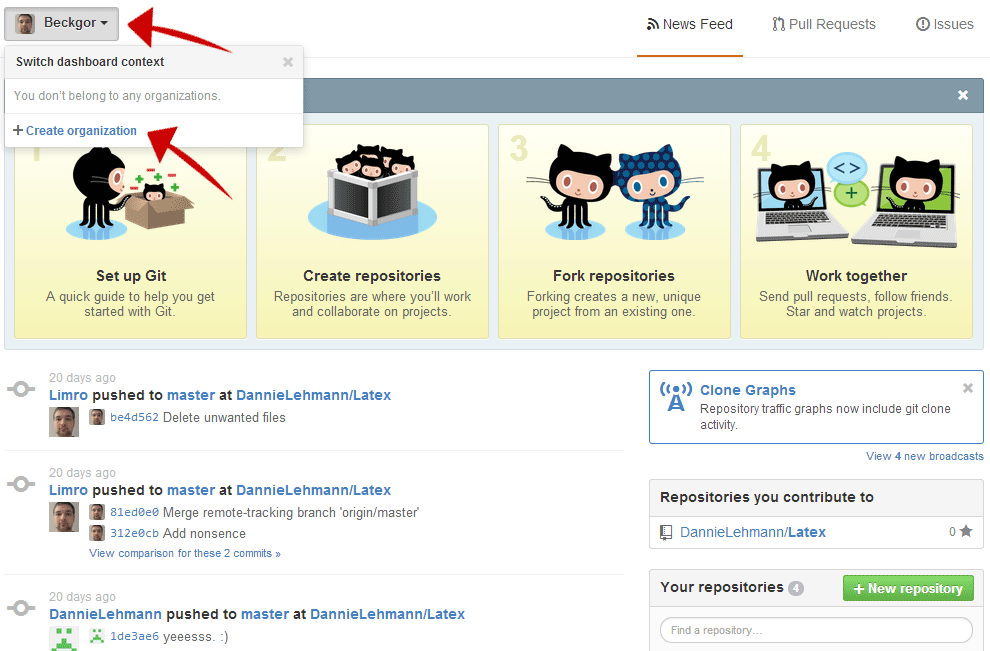 Beckgor
News Feed
Pull Requests
Issues
Switch dashboard context
You don't belong to any organizations.
Create organization
1
2
3
4
Set up Git
A quick guide to help you get
started with Git.
Create repositories
Repositories are where you'll work
and collaborate on projects.
Fork repositories
Forking creates a new, unique
project from an existing one.
Work together
Send pull requests, follow friends.
Star and watch projects.
20 days ago
Limro pushed to master at DannieLehmann/Latex
be4d562 Delete unwanted files
20 days ago
Limro pushed to master at DannieLehmann/Latex
81ed0e0 Merge remote-tracking branch 'origin/master'
312e0cb Add nonsence
View comparison for these 2 commits »
20 days ago
DannieLehmann pushed to master at DannieLehmann/Latex
1de3ae6 yeeesss. :)
Clone Graphs
Repository traffic graphs now include git clone
activity.
View 4 new broadcasts
Repositories you contribute to
DannieLehmann/Latex
0
Your repositories 4
+ New repository
Find a repository…